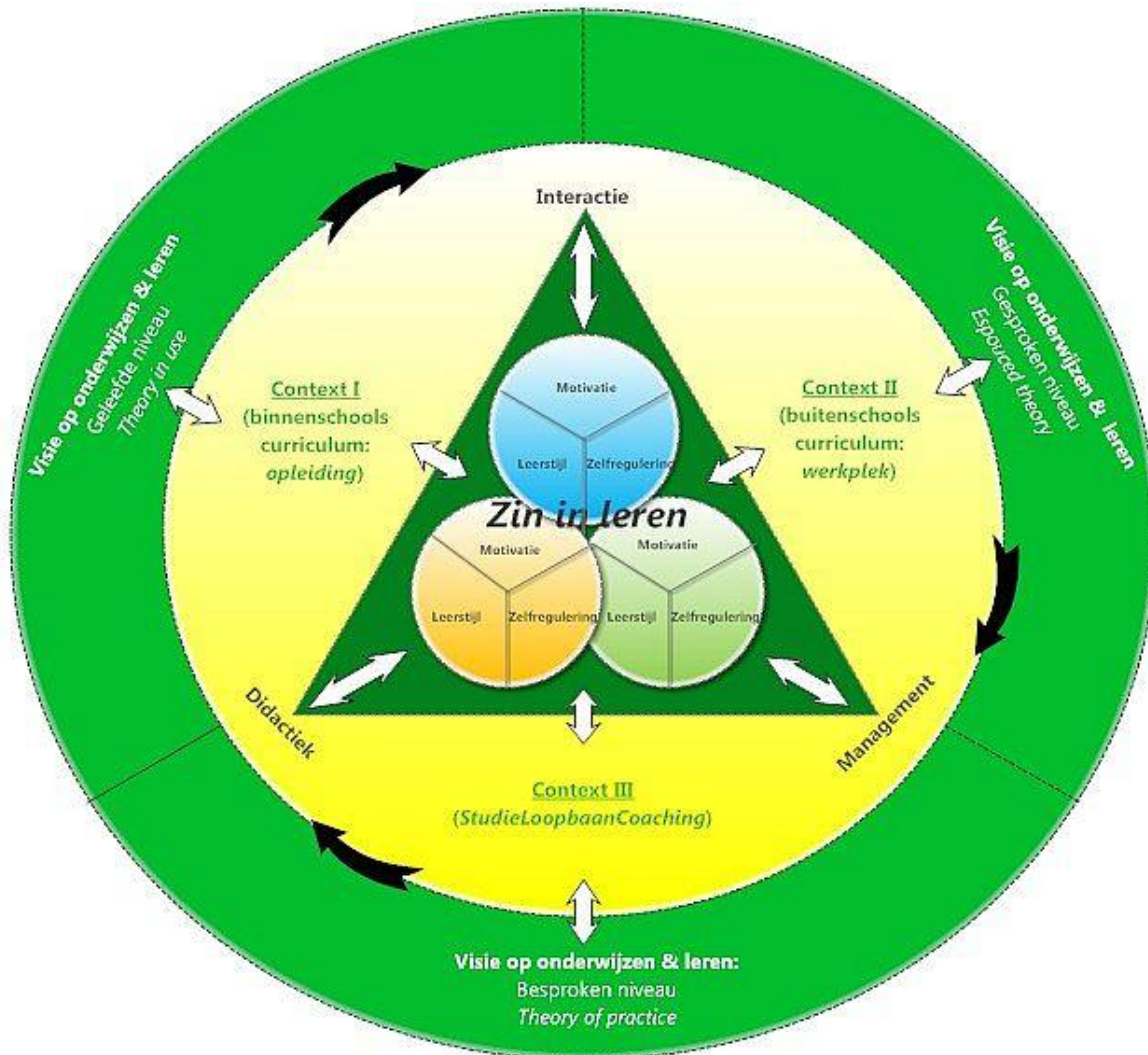 Interactie
Visie op onderwijzen & leren
Geleefde niveau
Theory in use
Visie op onderwijzen & leren
Gesproken niveau
Espouced theory
Context I
(binnenschools
curriculum:
opleiding)
Context II
(buitenschools
curriculum:
werkplek)
Motivatie
Leerstijl
Zelfregulering
Zin in leren
Motivatie
Leerstijl
Zelfregulering
Motivatie
Leerstijl
Zelfregulering
Didactiek
Management
Context III
(StudieLoopbaanCoaching)
Visie op onderwijzen & leren:
Besproken niveau
Theory of practice